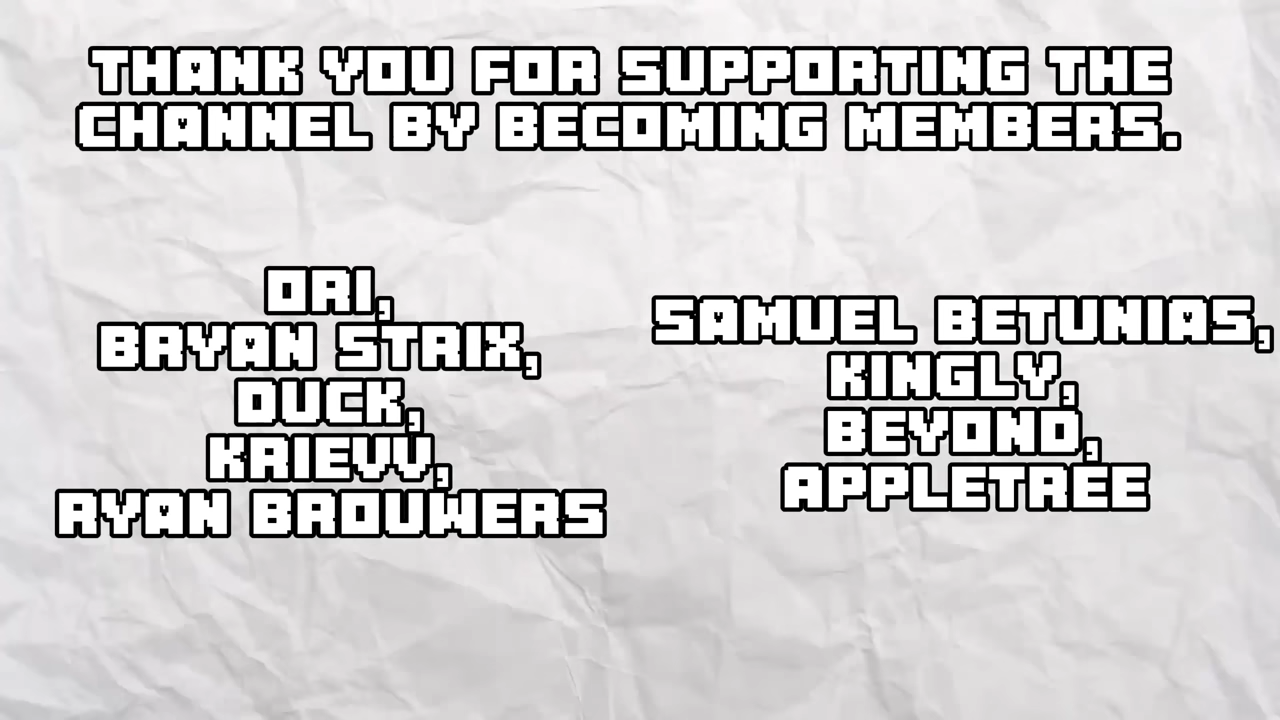 THANK YOU FOR SUPPORTING THE
CHANNEL BY BECOMING MEMBERS.
ORI,
BRYAN STRIX,
DUCK,
KRIEVV,
RYAN BROUWERS
SAMUEL BETUNIAS,
KINGLY,
BEYOND,
APPLETREE